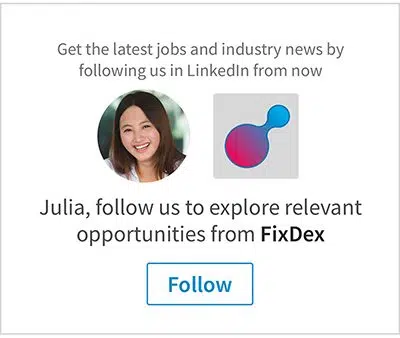 Get the latest jobs and industry news by
following us in LinkedIn from now
Julia, follow us to explore relevant
opportunities from FixDex
Follow